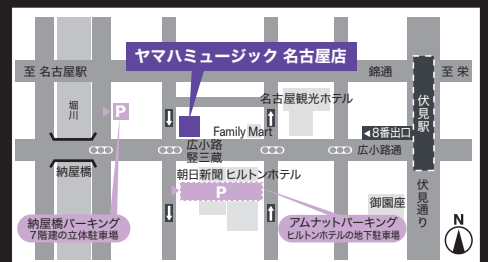 ヤマハミュージック 名古屋店
至 名古屋駅
錦通
至 栄
堀川
P
名古屋観光ホテル
伏見駅
Family Mart
◀8番出口
広小路
竪三蔵
広小路通
納屋橋
朝日新聞 ヒルトンホテル
P
伏見通り
御園座
納屋橋パーキング
7階建の立体駐車場
アムナットパーキング
ヒルトンホテルの地下駐車場
N